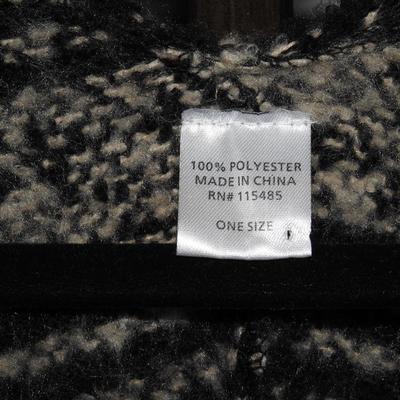 100% POLYESTER
MADE IN CHINA
RN# 115485
ONE SIZE